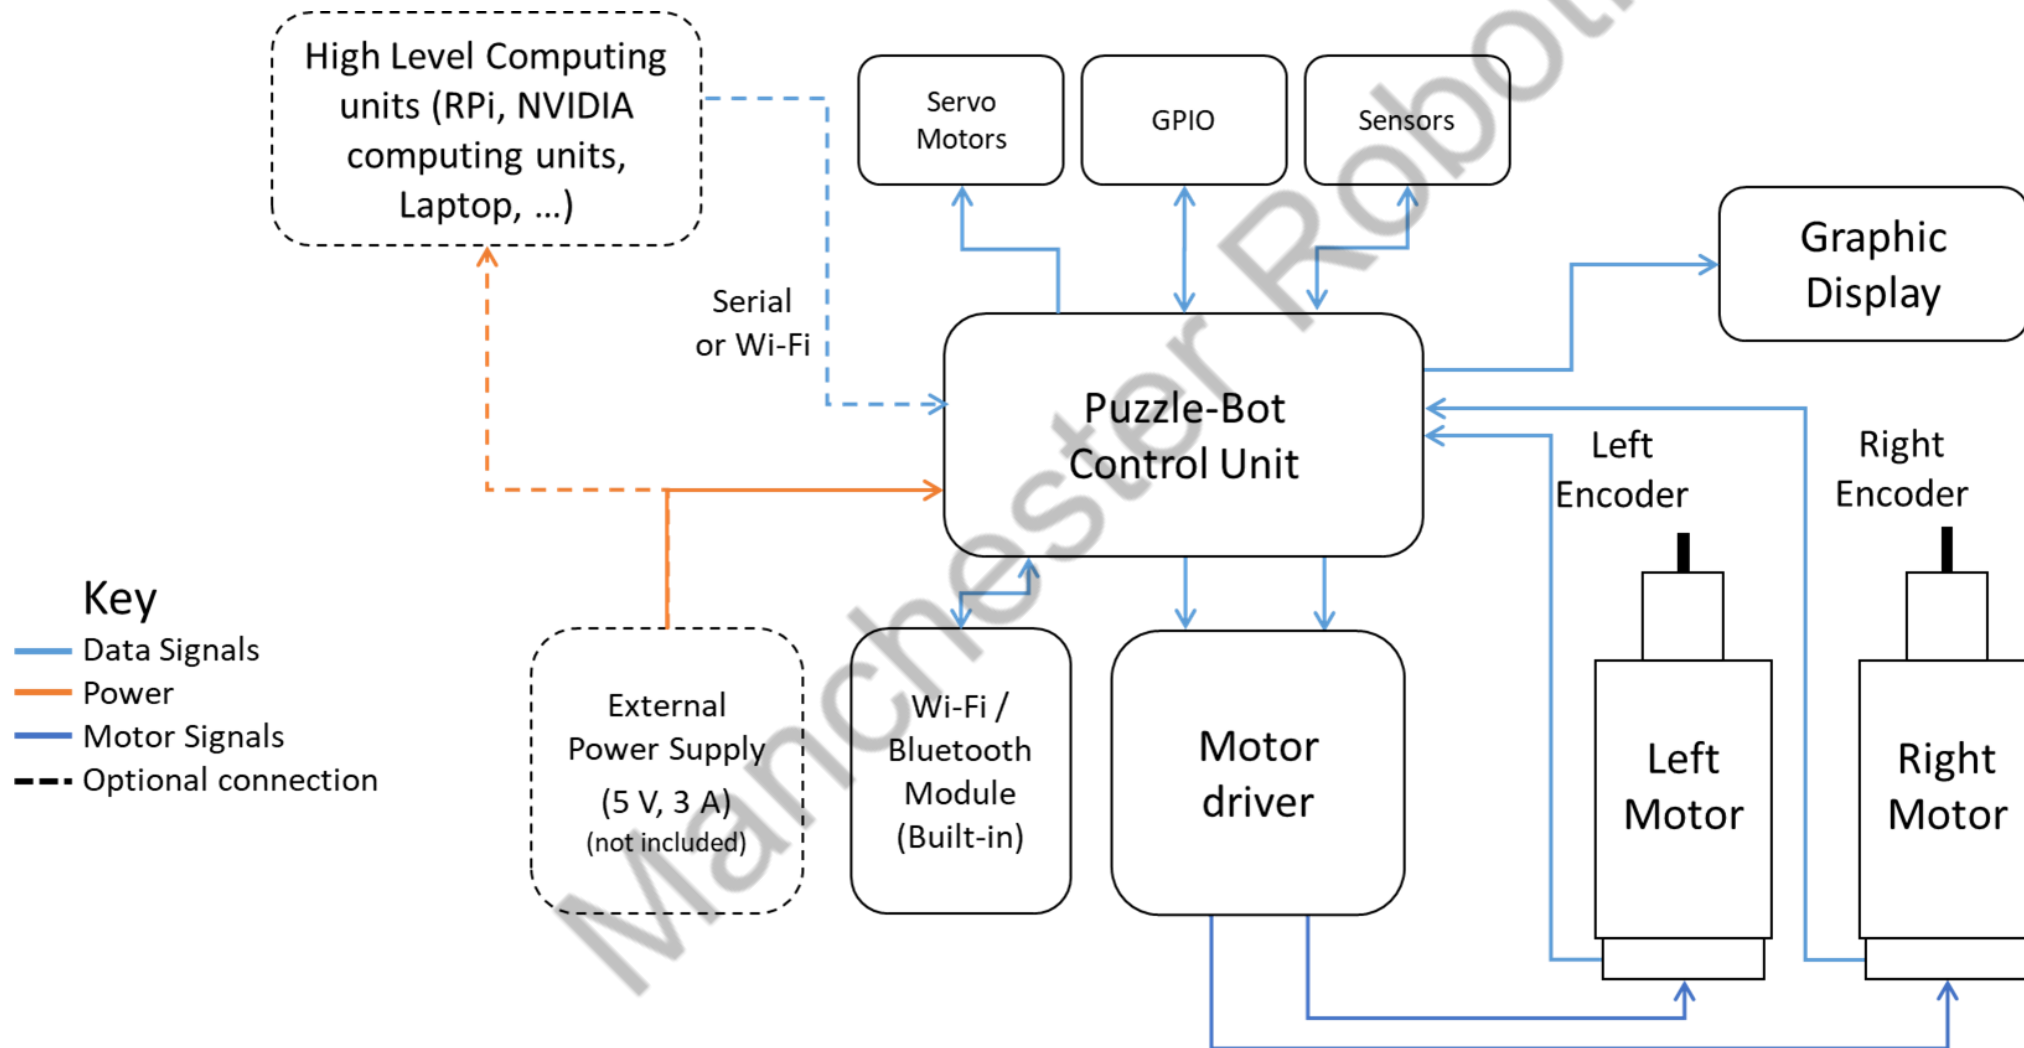 High Level Computing
units (RPi, NVIDIA
computing units,
Laptop, ...)
Servo
Motors
GPIO
Sensors
Graphic
Display
Serial
or Wi-Fi
Puzzle-Bot
Control Unit
Left
Encoder
Right
Encoder
Key
Data Signals
Power
Motor Signals
Optional connection
External
Power Supply
(5 V, 3 A)
(not included)
Wi-Fi /
Bluetooth
Module
(Built-in)
Motor
driver
Left
Motor
Right
Motor
Manchester